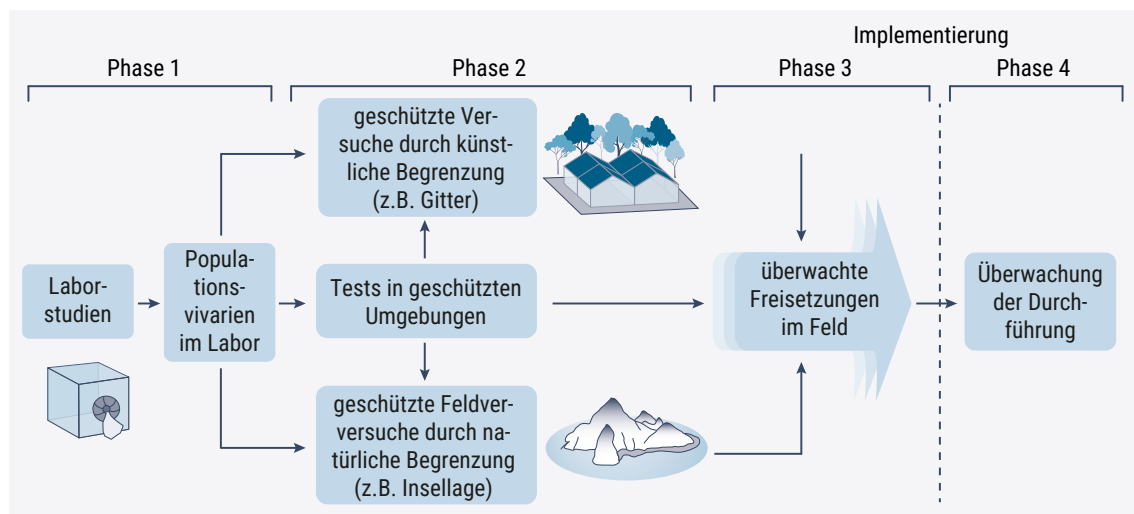 Implementierung
Phase 1
Phase 2
Phase 3
Phase 4
Labor-
studien
Popula-
tions-
vivarien
im Labor
geschützte Ver-
suche durch künst-
liche Begrenzung
(z.B. Gitter)
Tests in geschützten
Umgebungen
geschützte Feldver-
versuche durch na-
türliche Begrenzung
(z.B. Insellage)
überwachte
Freisetzungen
im Feld
Überwachung
der Durch-
führung